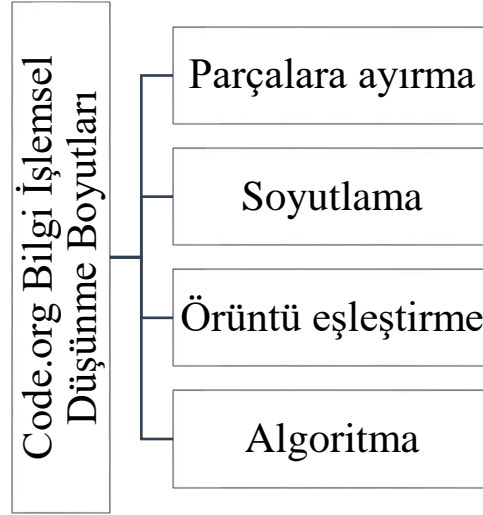 Code.org Bilgi İşlemsel
Düşünme Boyutları
Parçalara ayırma
Soyutlama
Örüntü eşleştirme
Algoritma